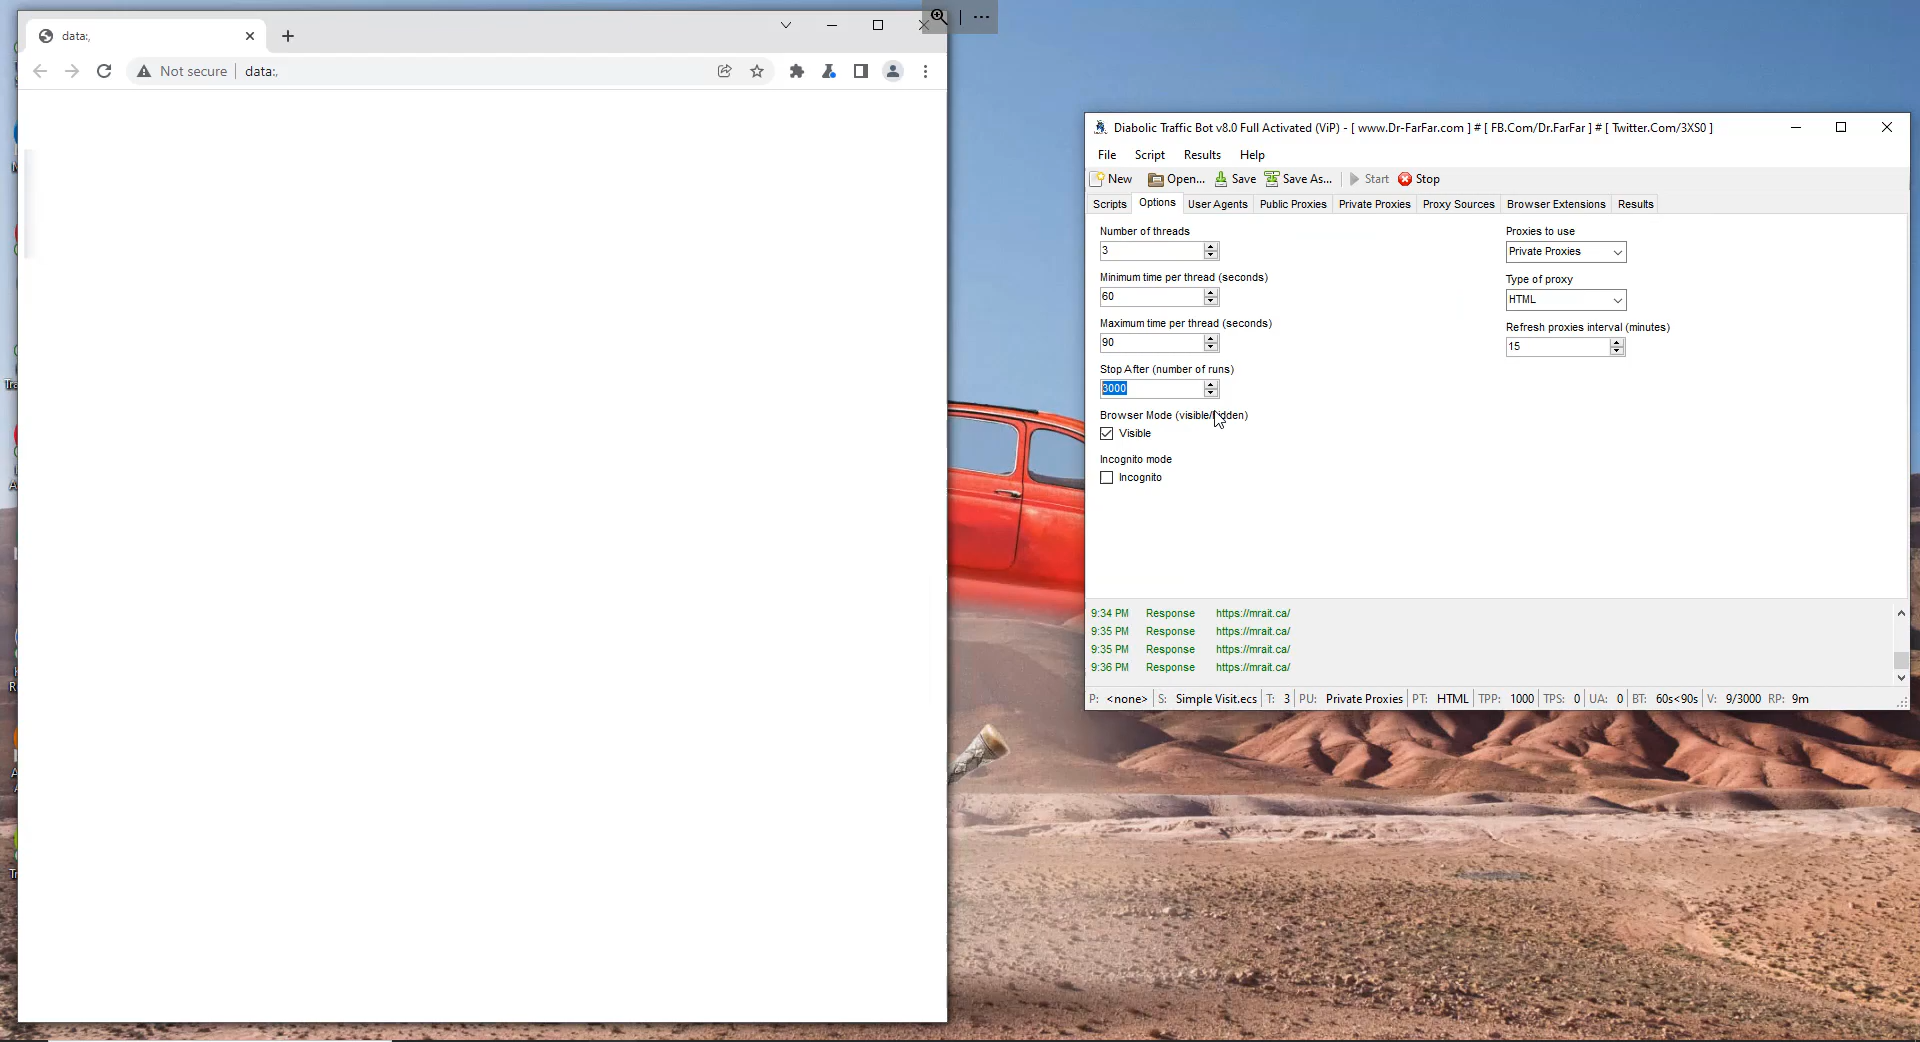 data:,
Not secure data:,
Diabolic Traffic Bot v8.0 Full Activated (ViP) - [ www.Dr-FarFar.com ] # [ FB.Com/Dr.FarFar ] # [ Twitter.Com/3XS0 ]
File Script Results Help
New Open... Save Save As... Start Stop
Scripts Options User Agents Public Proxies Private Proxies Proxy Sources Browser Extensions Results
Number of threads
3
Minimum time per thread (seconds)
60
Maximum time per thread (seconds)
90
Stop After (number of runs)
3000
Browser Mode (visible/hidden)
Visible
Incognito mode
Incognito
Proxies to use
Private Proxies
Type of proxy
HTML
Refresh proxies interval (minutes)
15
9:34 PM Response https://mrait.ca/
9:35 PM Response https://mrait.ca/
9:35 PM Response https://mrait.ca/
9:36 PM Response https://mrait.ca/
P: <none> S: Simple Visit.ecs T: 3 PU: Private Proxies PT: HTML TPP: 1000 TPS: 0 UA: 0 BT: 60s<90s V: 9/3000 RP: 9m